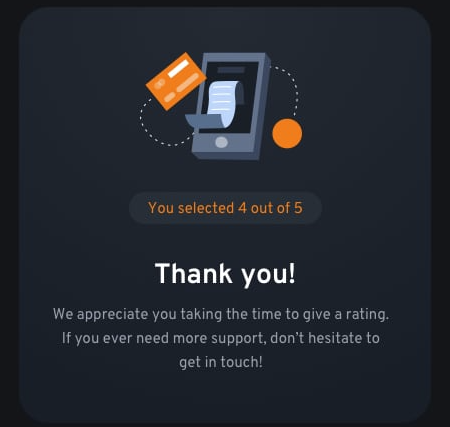 You selected 4 out of 5
Thank you!
We appreciate you taking the time to give a rating.
If you ever need more support, don’t hesitate to
get in touch!